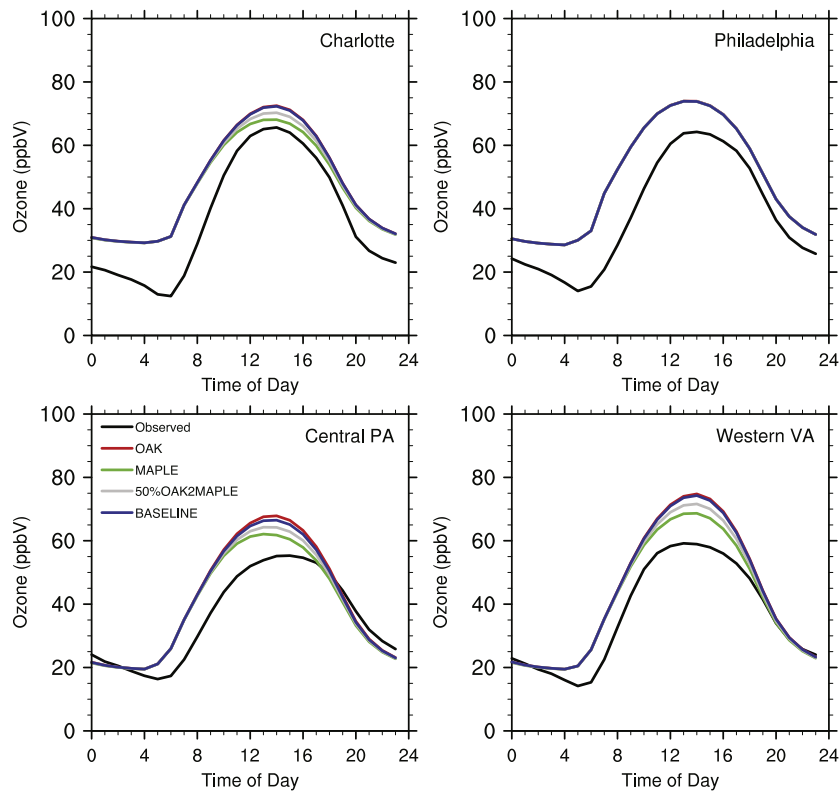 Charlotte
Ozone (ppbV)
100
80
60
40
20
0
0 4 8 12 16 20 24
Time of Day
Philadelphia
Ozone (ppbV)
100
80
60
40
20
0
0 4 8 12 16 20 24
Time of Day
Central PA
Observed
OAK
MAPLE
50%OAK2MAPLE
BASELINE
Ozone (ppbV)
100
80
60
40
20
0
0 4 8 12 16 20 24
Time of Day
Western VA
Ozone (ppbV)
100
80
60
40
20
0
0 4 8 12 16 20 24
Time of Day